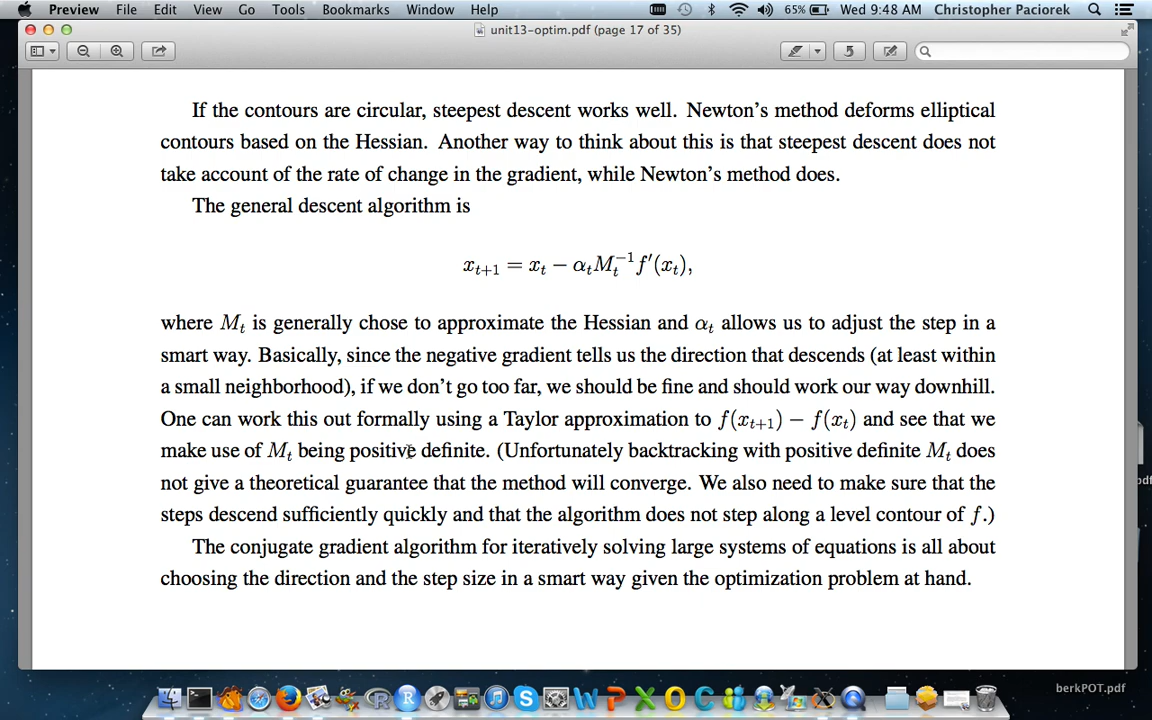 Preview File Edit View Go Tools Bookmarks Window Help 65% Wed 9:48 AM Christopher Paciorek
unit13-optim.pdf (page 17 of 35)
If the contours are circular, steepest descent works well. Newton's method deforms elliptical
contours based on the Hessian. Another way to think about this is that steepest descent does not
take account of the rate of change in the gradient, while Newton's method does.
The general descent algorithm is
x_{t+1} = x_t − α_t M_t^{−1} f′(x_t),
where M_t is generally chose to approximate the Hessian and α_t allows us to adjust the step in a
smart way. Basically, since the negative gradient tells us the direction that descends (at least within
a small neighborhood), if we don't go too far, we should be fine and should work our way downhill.
One can work this out formally using a Taylor approximation to f(x_{t+1}) − f(x_t) and see that we
make use of M_t being positive definite. (Unfortunately backtracking with positive definite M_t does
not give a theoretical guarantee that the method will converge. We also need to make sure that the
steps descend sufficiently quickly and that the algorithm does not step along a level contour of f.)
The conjugate gradient algorithm for iteratively solving large systems of equations is all about
choosing the direction and the step size in a smart way given the optimization problem at hand.
df
berkPOT.pdf